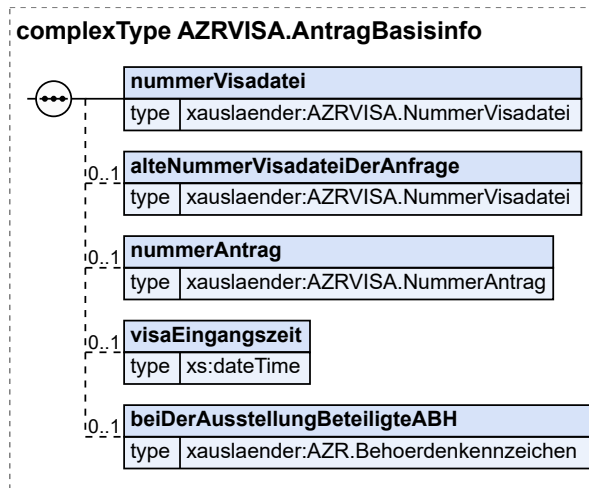 complexType AZRVISA.AntragBasisinfo
nummerVisadatei
type xauslaender:AZRVISA.NummerVisadatei
0..1 alteNummerVisadateiDerAnfrage
type xauslaender:AZRVISA.NummerVisadatei
0..1 nummerAntrag
type xauslaender:AZRVISA.NummerAntrag
0..1 visaEingangszeit
type xs:dateTime
0..1 beiDerAusstellungBeteiligteABH
type xauslaender:AZR.Behoerdenkennzeichen